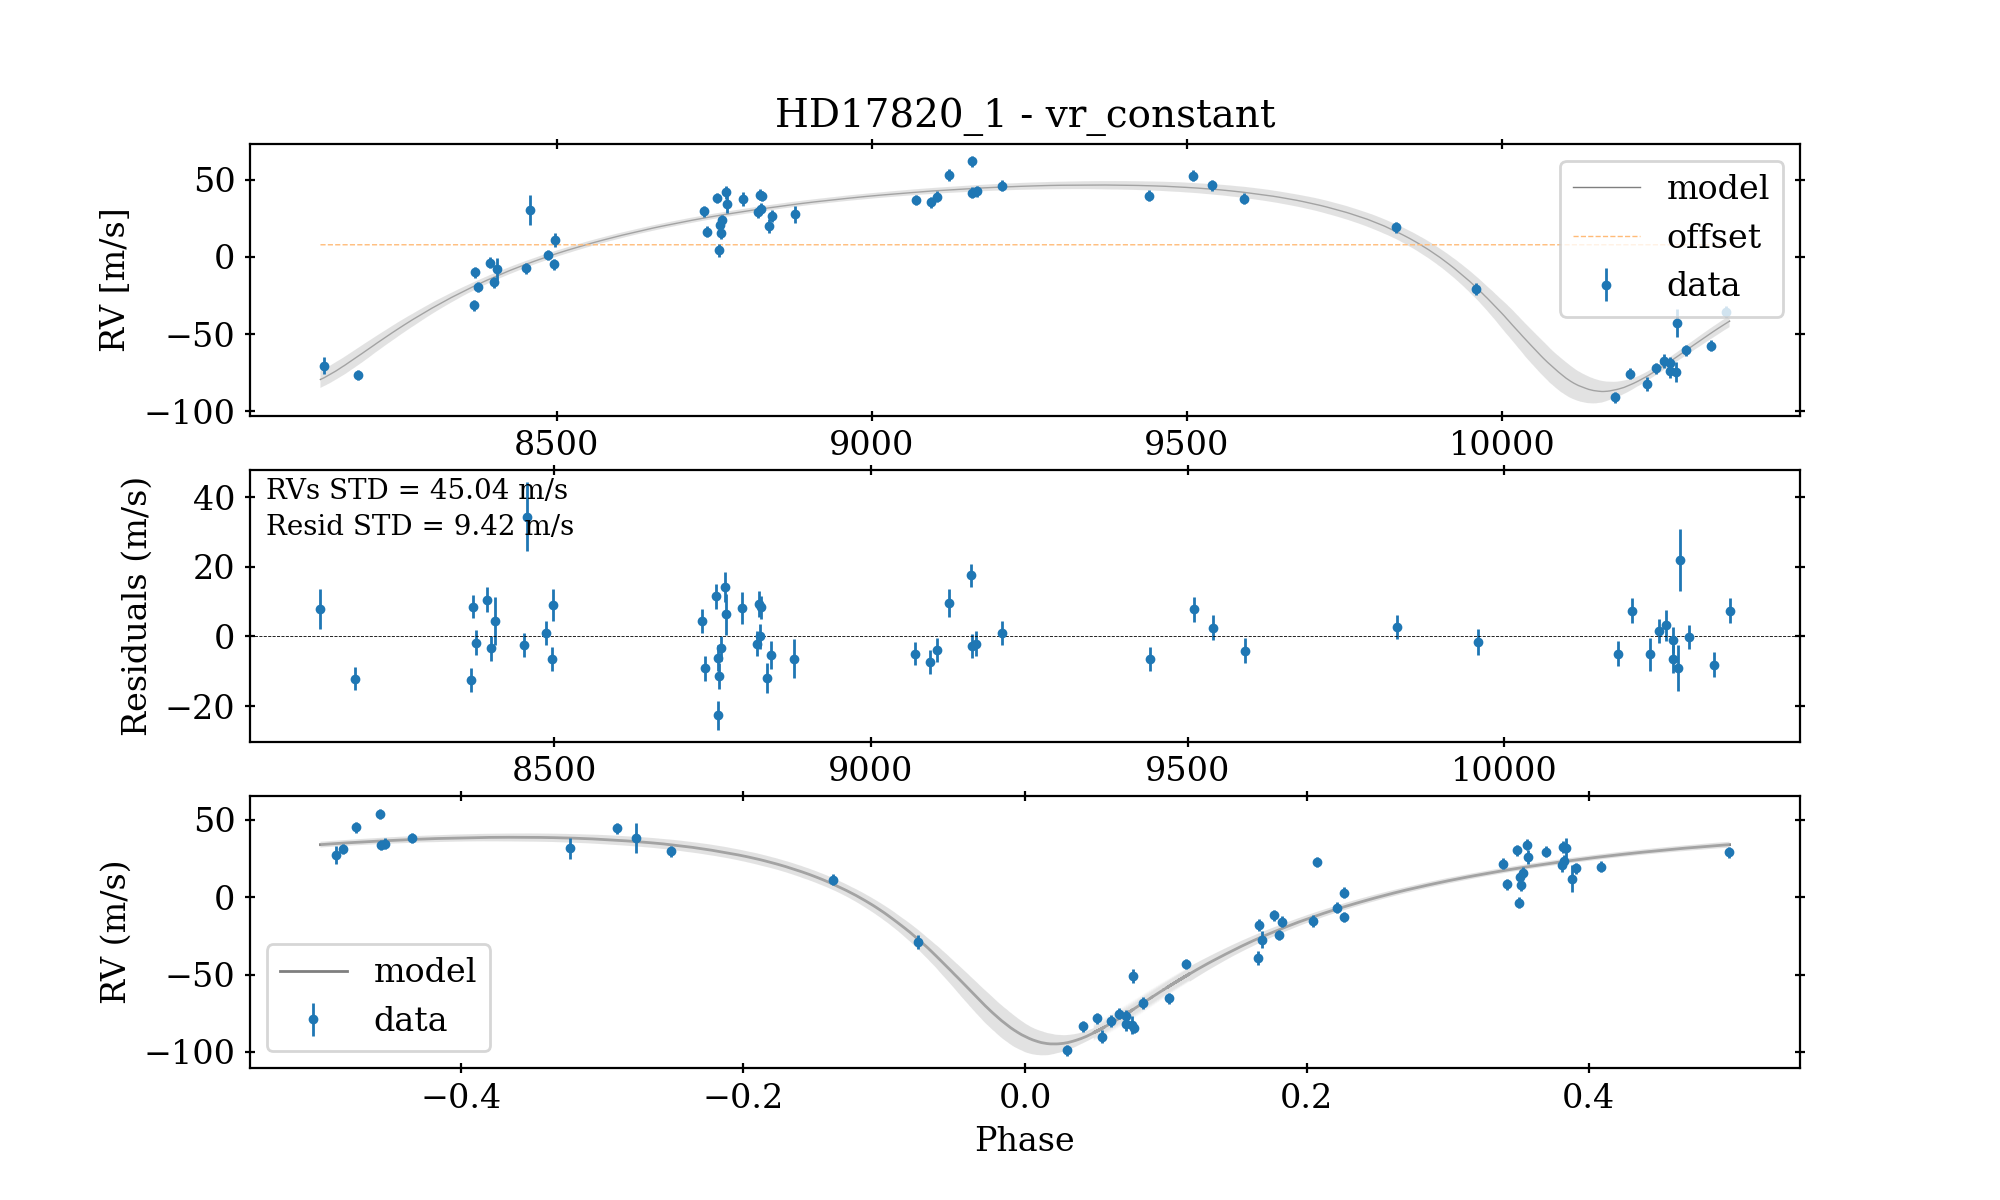 HD17820_1 - vr_constant
RV [m/s]
50
0
−50
−100
model
offset
data
8500
9000
9500
10000
Residuals (m/s)
40
20
0
−20
RVs STD = 45.04 m/s
Resid STD = 9.42 m/s
8500
9000
9500
10000
RV (m/s)
50
0
−50
−100
model
data
−0.4
−0.2
0.0
0.2
0.4
Phase